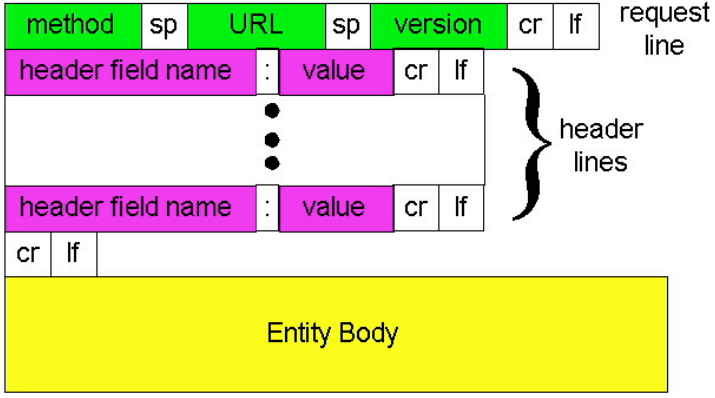 method sp URL sp version cr lf
request
line
header field name : value cr lf
header
lines
header field name : value cr lf
cr lf
Entity Body